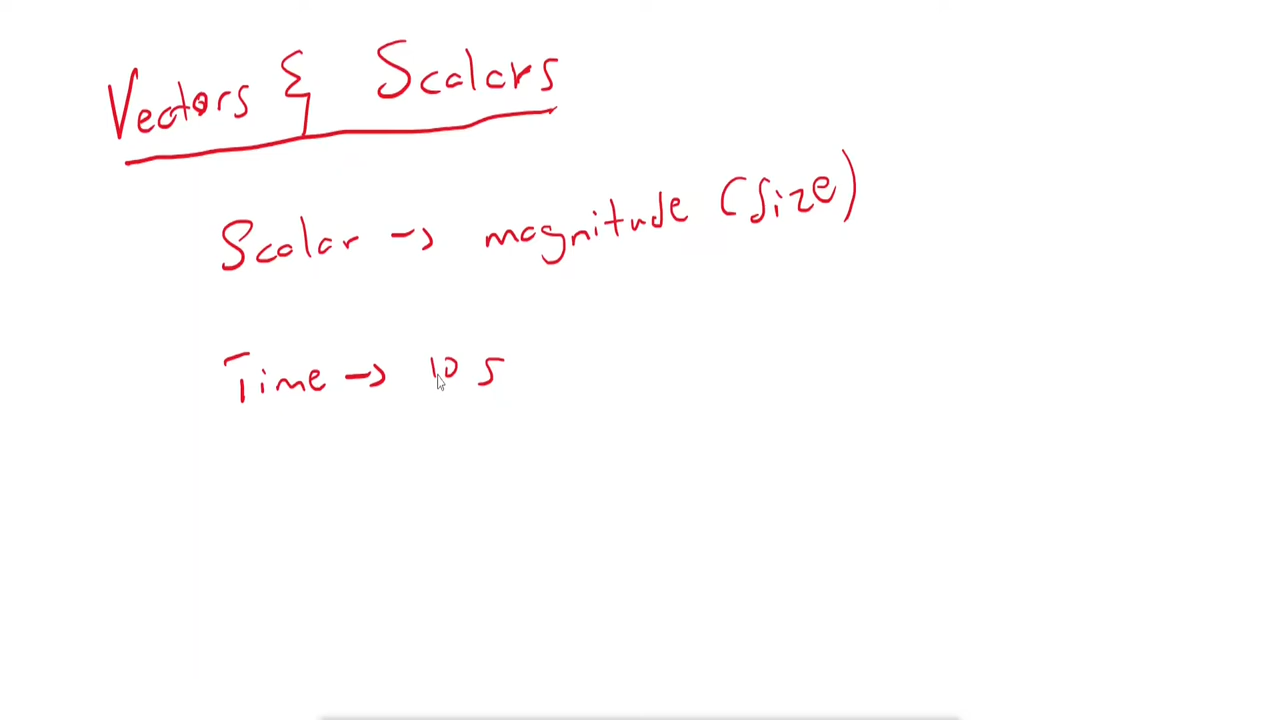 Vectors & Scalars
Scalar → magnitude (size)
Time → 10 s